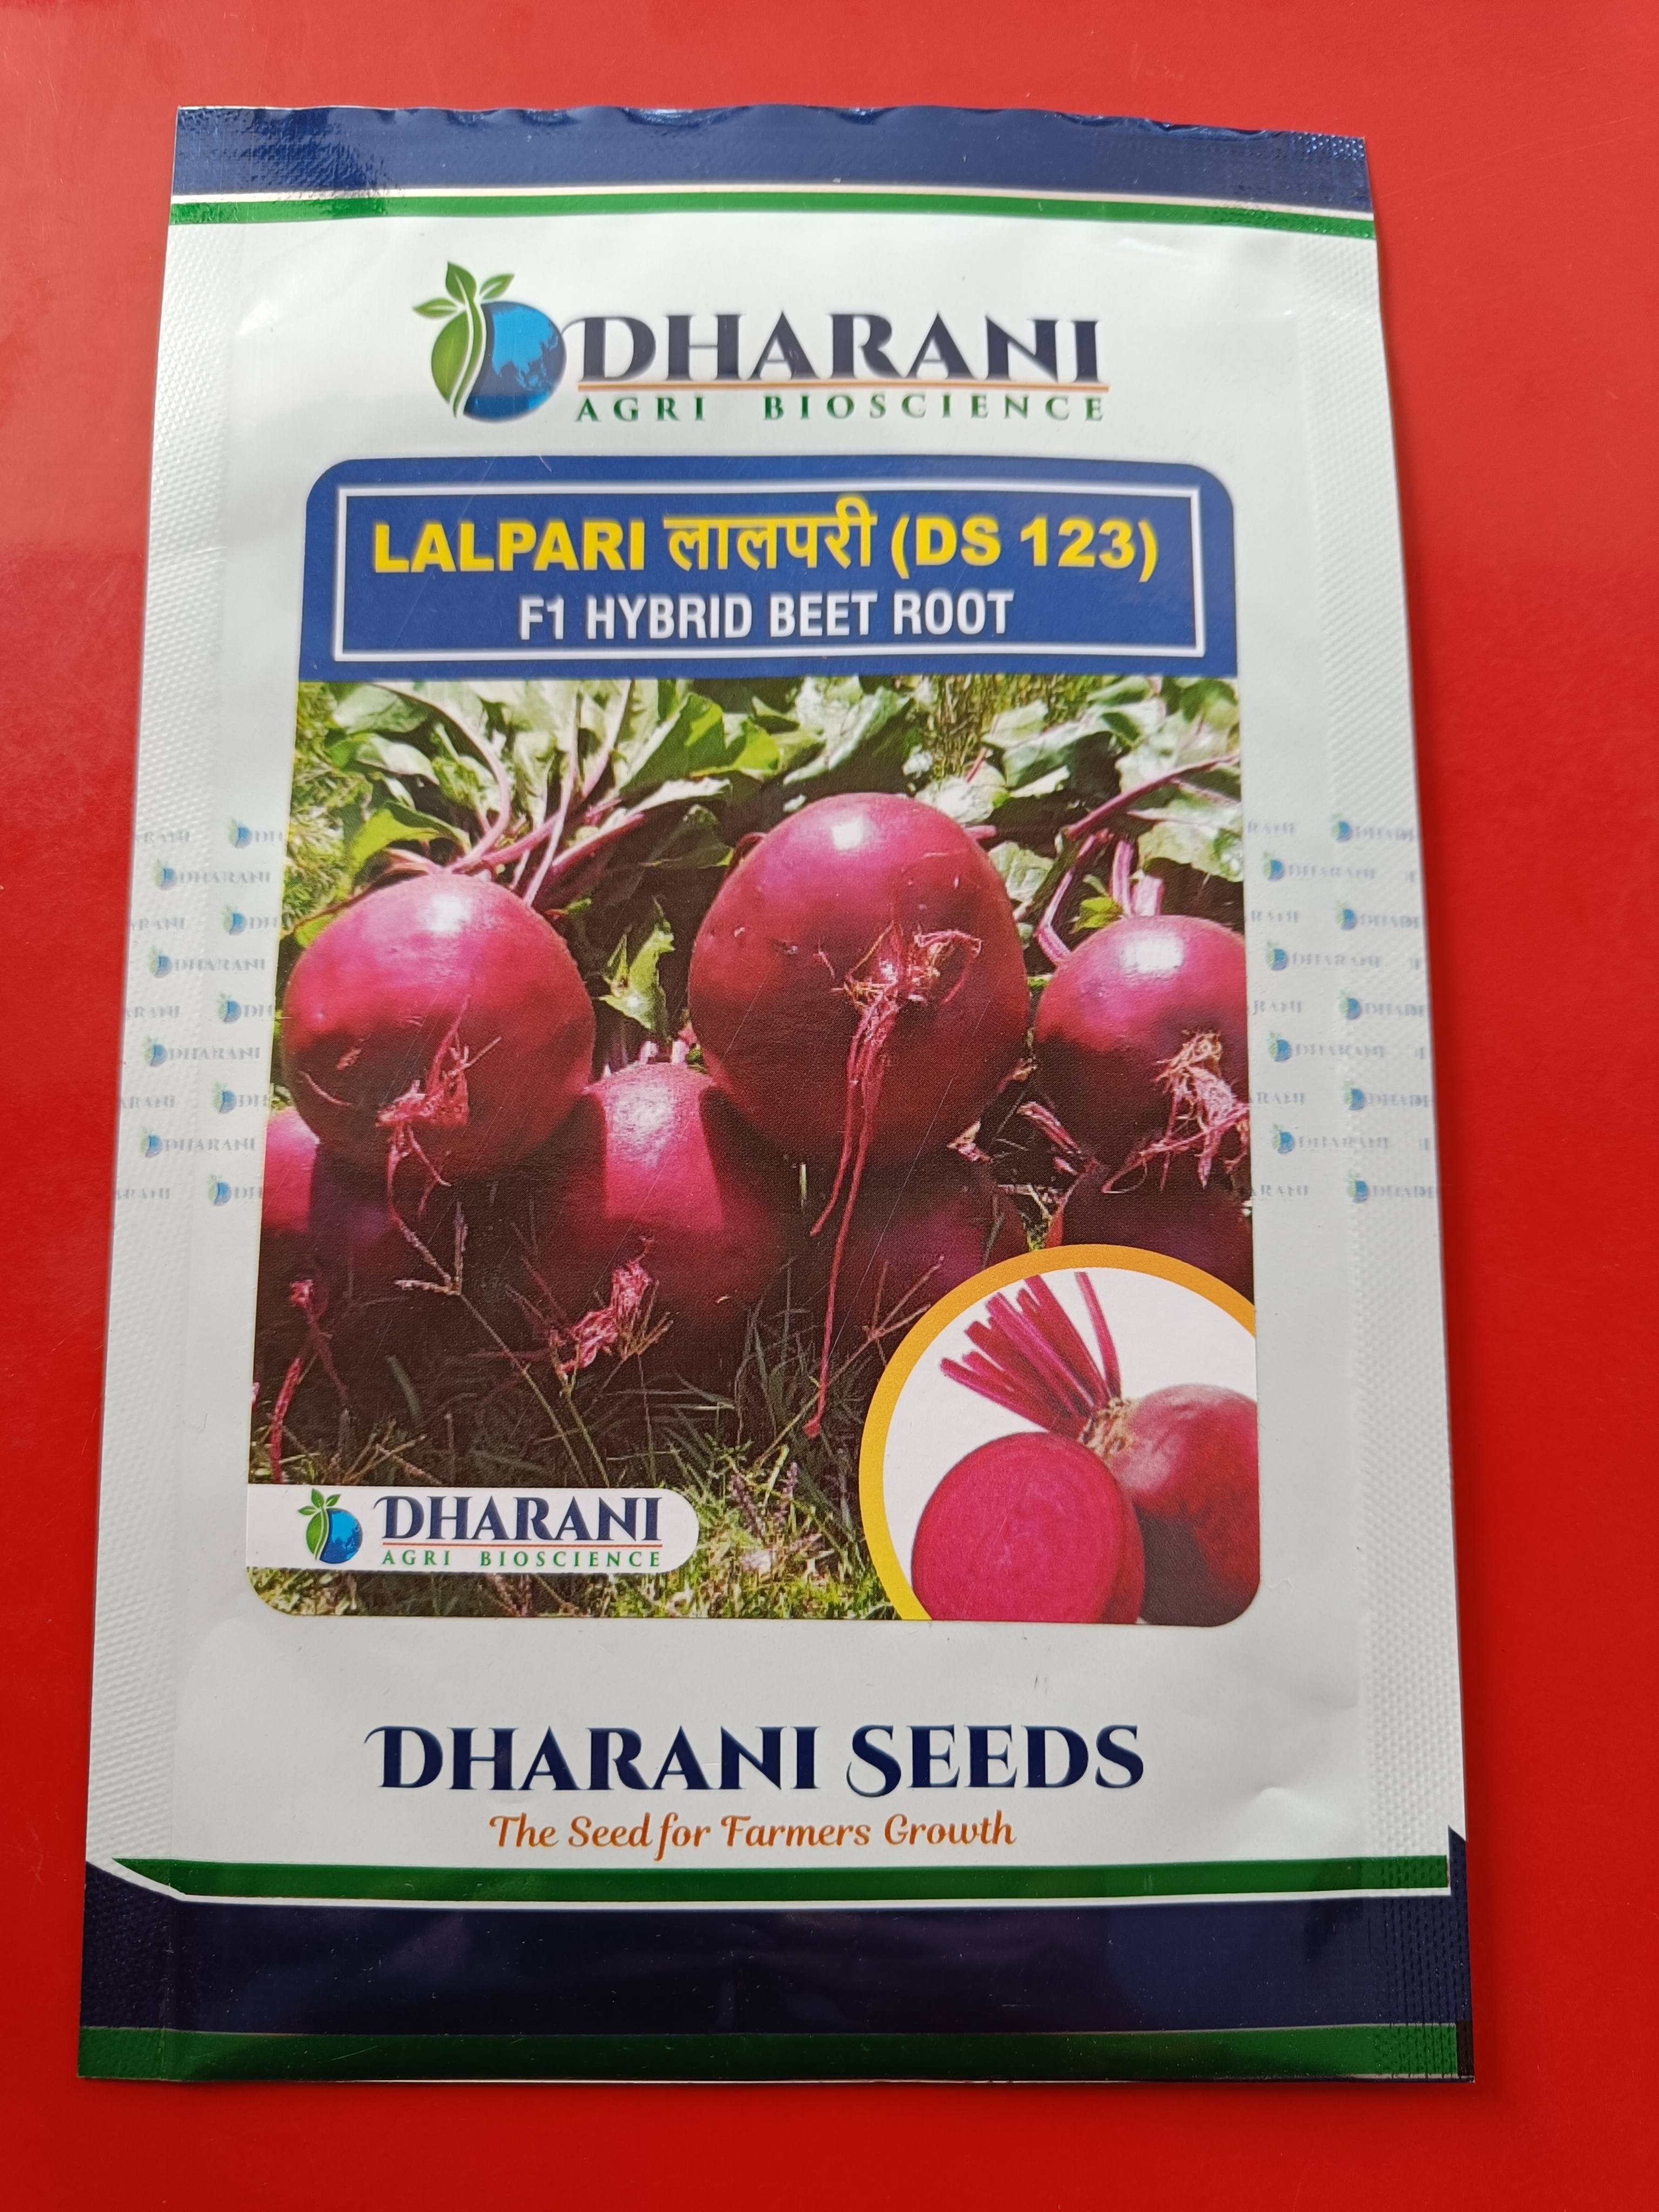 DHARANI
AGRI BIOSCIENCE
LALPARI लालपरी (DS 123)
F1 HYBRID BEET ROOT
DHARANI
AGRI BIOSCIENCE
DHARANI SEEDS
The Seed for Farmers Growth